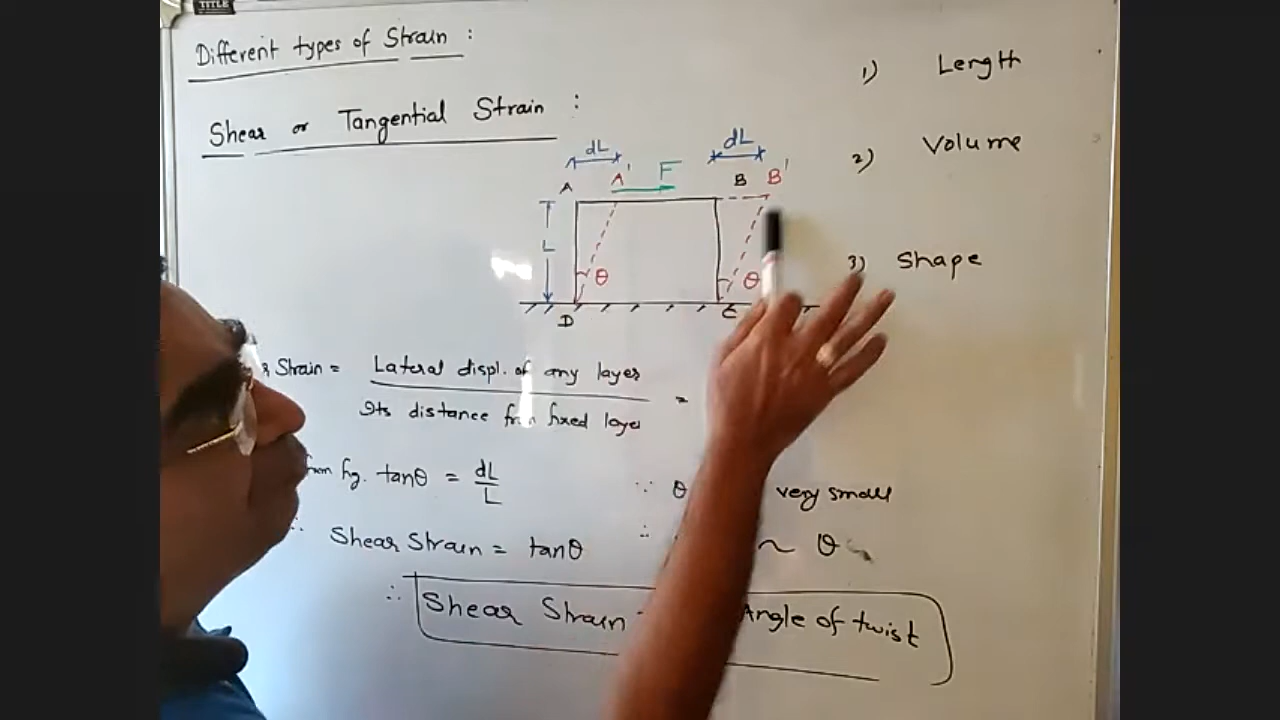 TITLE
Different types of Strain :
Shear or Tangential Strain :
1) Length
2) Volume
3) Shape
dL
dL
A A' F B B'
L
θ θ
D C
Strain = Lateral displ. of any layer
Its distance from fixed layer
=
from fig. tanθ = dL
L
∵ θ very small
∴ Shear Strain = tanθ
∴ ~ θ
∴ Shear Strain Angle of twist